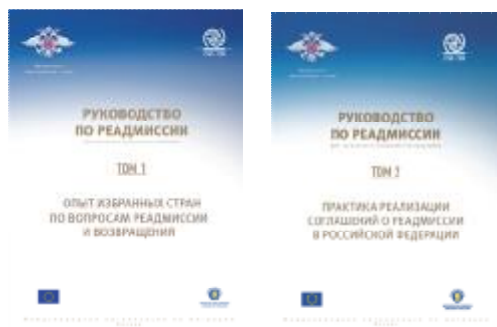 РУКОВОДСТВО
ПО РЕАДМИССИИ
ТОМ 1
ОПЫТ ИЗБРАННЫХ СТРАН
ПО ВОПРОСАМ РЕАДМИССИИ
И ВОЗВРАЩЕНИЯ
РУКОВОДСТВО
ПО РЕАДМИССИИ
ТОМ
ПРАКТИКА РЕАЛИЗАЦИИ
СОГЛАШЕНИЙ О РЕАДМИССИИ
В РОССИЙСКОЙ ФЕДЕРАЦИИ